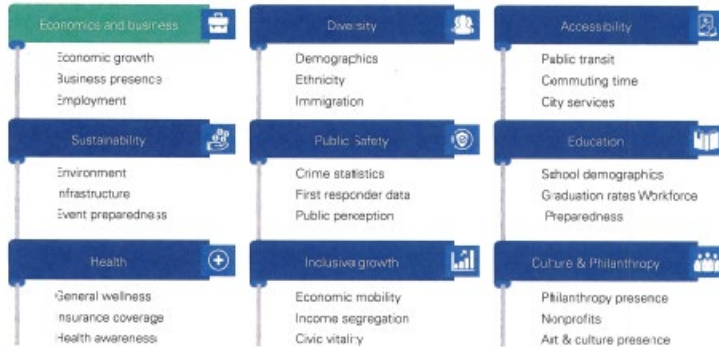 Economics and business
Economic growth
Business presence
Employment
Diversity
Demographics
Ethnicity
Immigration
Accessibility
Public transit
Commuting time
City services
Sustainability
Environment
Infrastructure
Event preparedness
Public Safety
Crime statistics
First responder data
Public perception
Education
School demographics
Graduation rates Workforce
Preparedness
Health
General wellness
Insurance coverage
Health awareness
Inclusive growth
Economic mobility
Income segregation
Civic vitality
Culture & Philanthropy
Philanthropy presence
Nonprofits
Art & culture presence